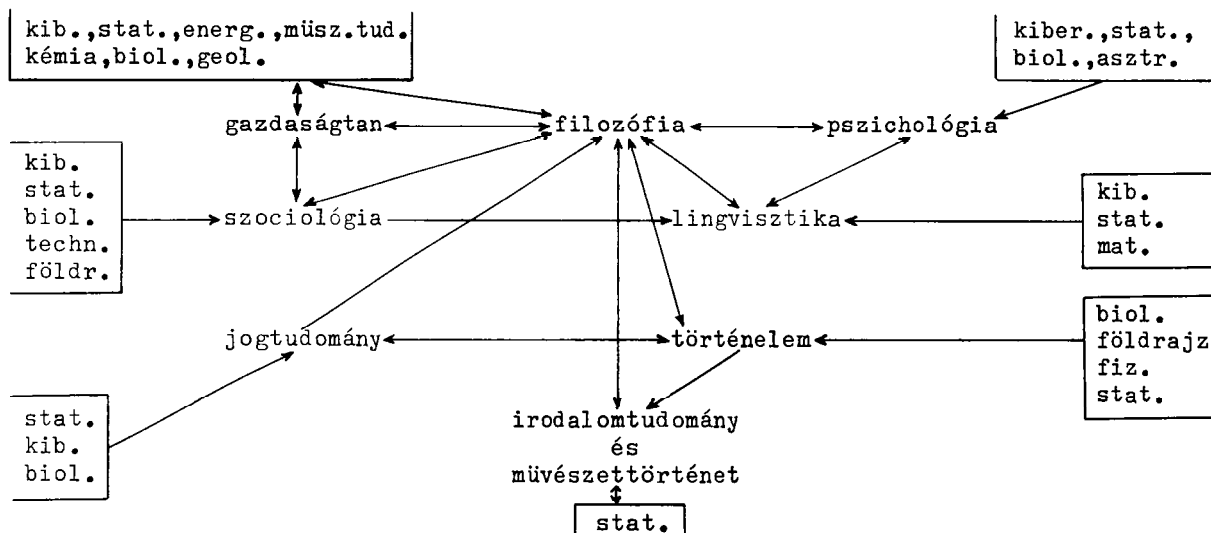 kib.,stat.,energ.,müsz.tud.
kémia,biol.,geol.
kiber.,stat.,
biol.,asztr.
gazdaságtan
filozófia
pszichológia
kib.
stat.
biol.
techn.
földr.
szociológia
lingvisztika
kib.
stat.
mat.
jogtudomány
történelem
biol.
földrajz
fiz.
stat.
stat.
kib.
biol.
irodalomtudomány
és
müvészettörténet
stat.